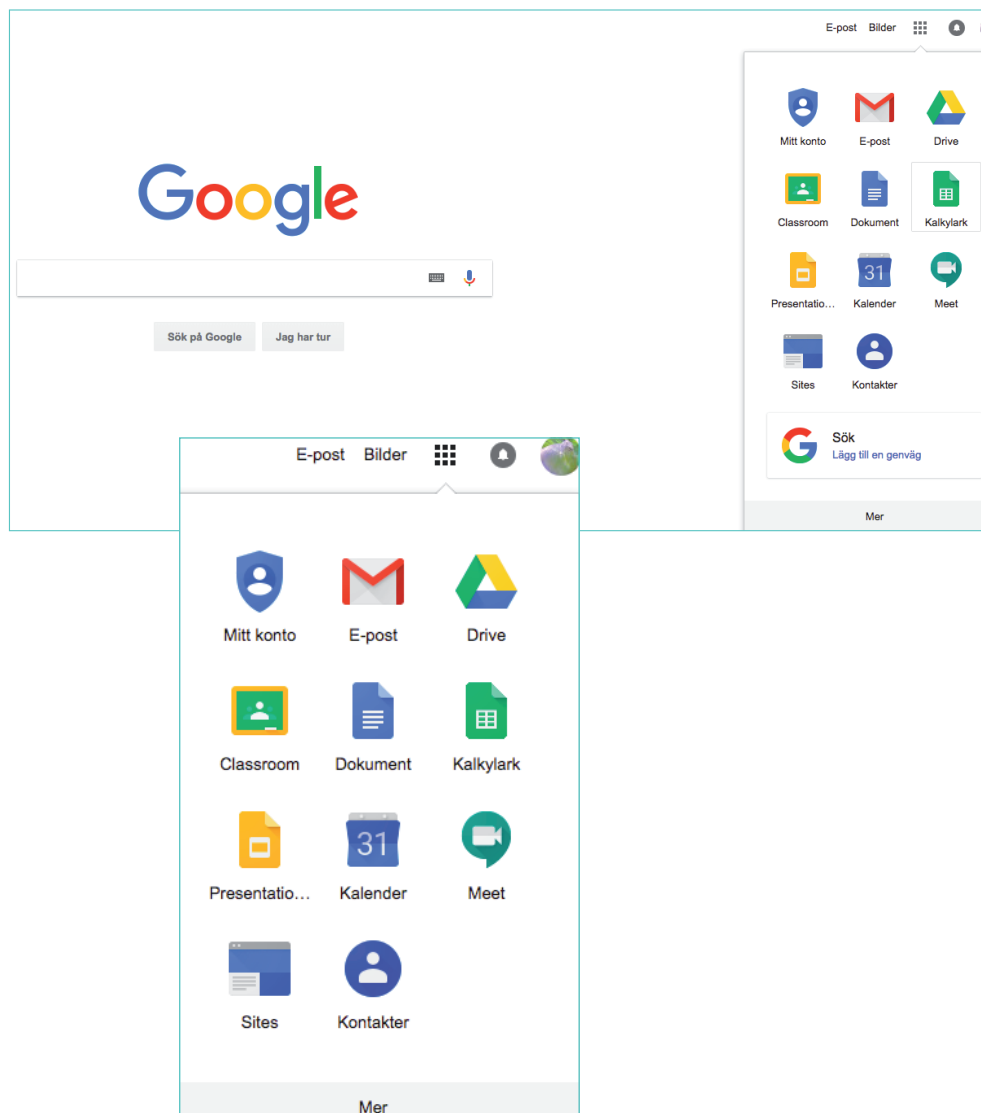 E-post Bilder
Mitt konto E-post Drive
Google
Classroom Dokument Kalkylark
31
Presentatio... Kalender Meet
Sök på Google Jag har tur
Sites Kontakter
Sök
Lägg till en genväg
Mer
E-post Bilder
Mitt konto E-post Drive
Classroom Dokument Kalkylark
31
Presentatio... Kalender Meet
Sites Kontakter
Mer